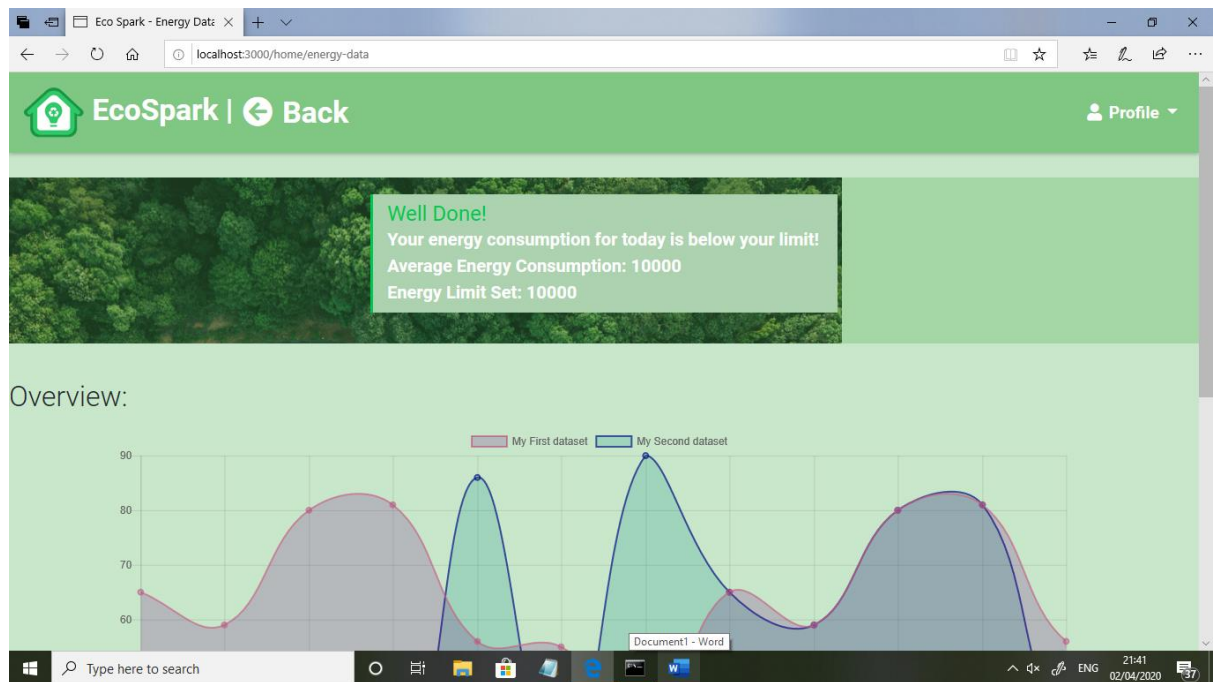 Eco Spark - Energy Data
localhost:3000/home/energy-data
EcoSpark | Back
Profile
Well Done!
Your energy consumption for today is below your limit!
Average Energy Consumption: 10000
Energy Limit Set: 10000
Overview:
My First dataset My Second dataset
90
80
70
60
Document1 - Word
Type here to search
ENG
21:41
02/04/2020
37